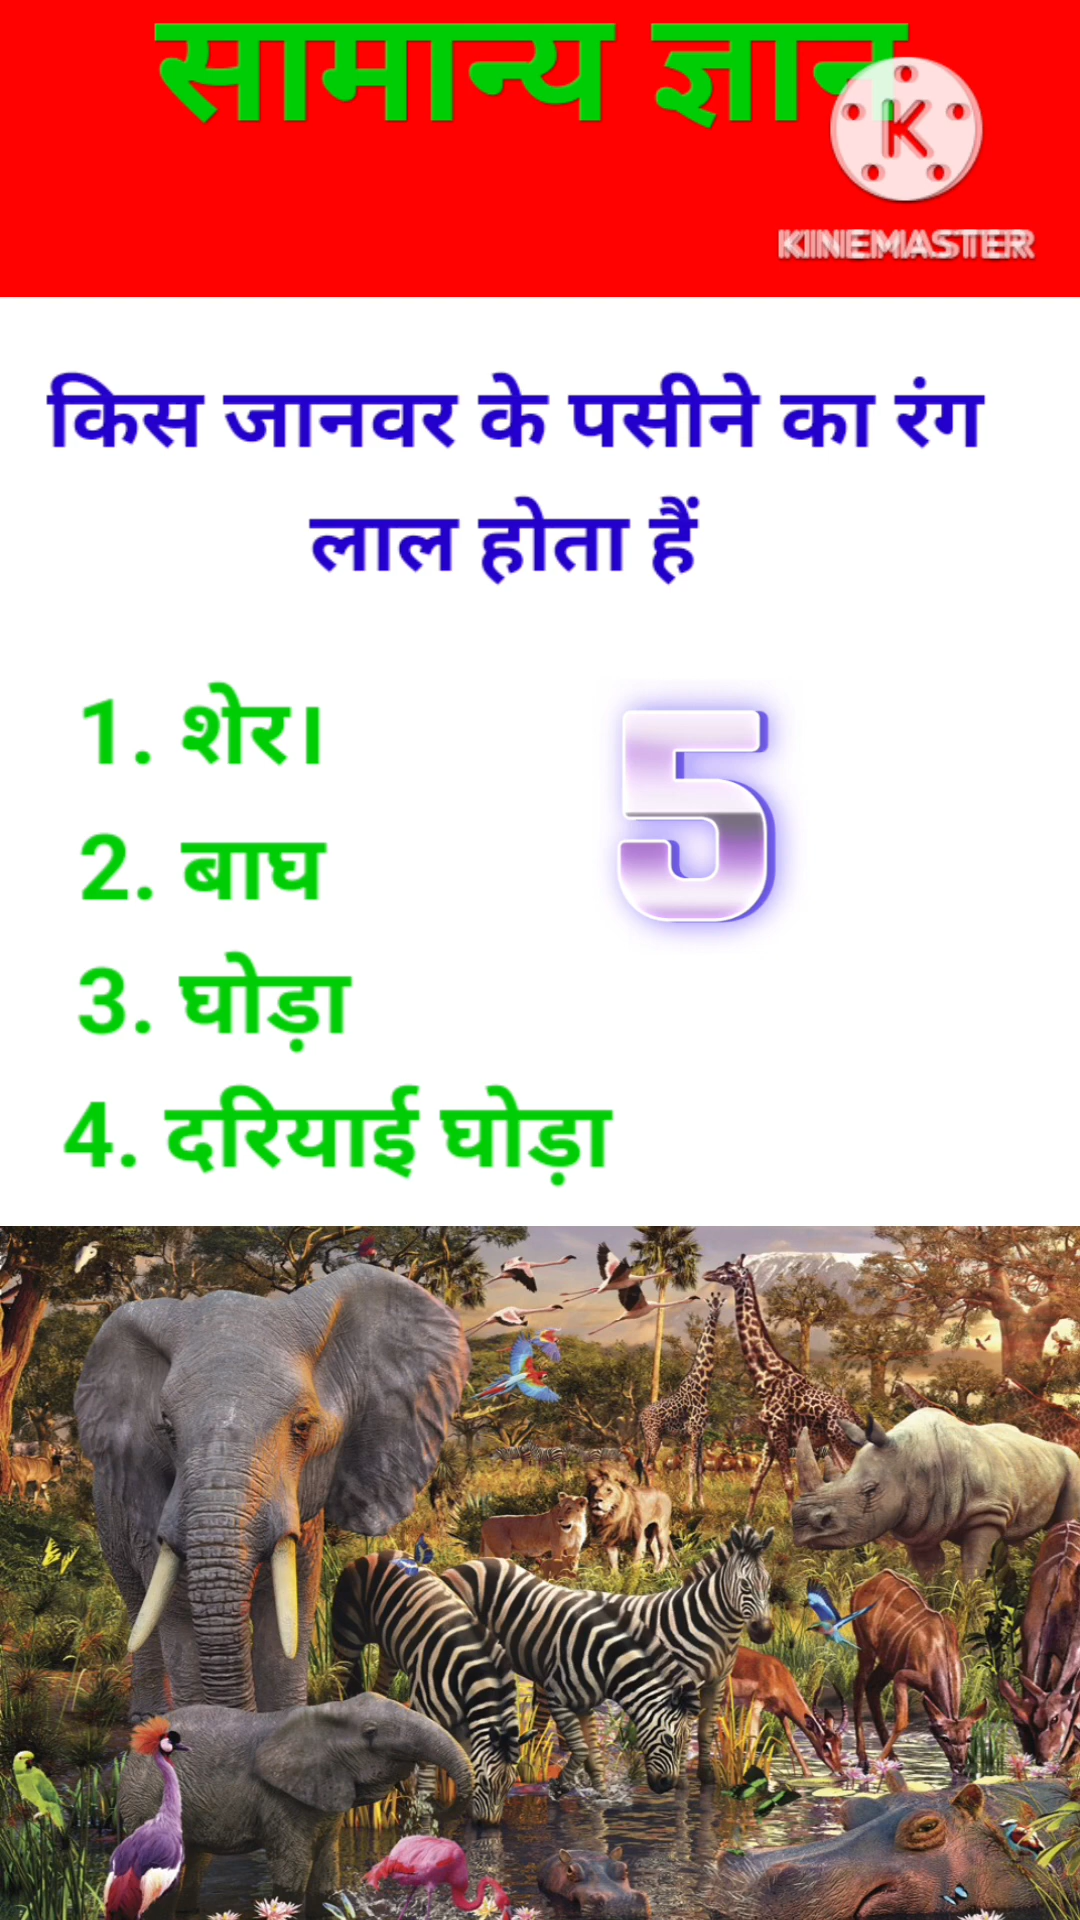 सामान्य ज्ञान
K
KINEMASTER
किस जानवर के पसीने का रंग
लाल होता हैं
1. शेर।
5
2. बाघ
3. घोड़ा
4. दरियाई घोड़ा